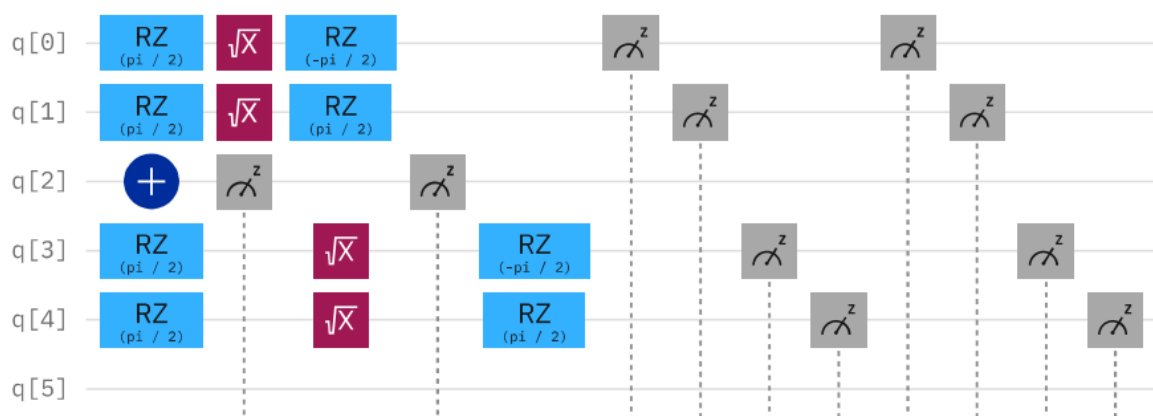 q[0] RZ √X RZ z z
(pi / 2) (-pi / 2)
q[1] RZ √X RZ z z
(pi / 2) (pi / 2)
q[2] + z z
q[3] RZ √X RZ z z
(pi / 2) (-pi / 2)
q[4] RZ √X RZ z z
(pi / 2) (pi / 2)
q[5]